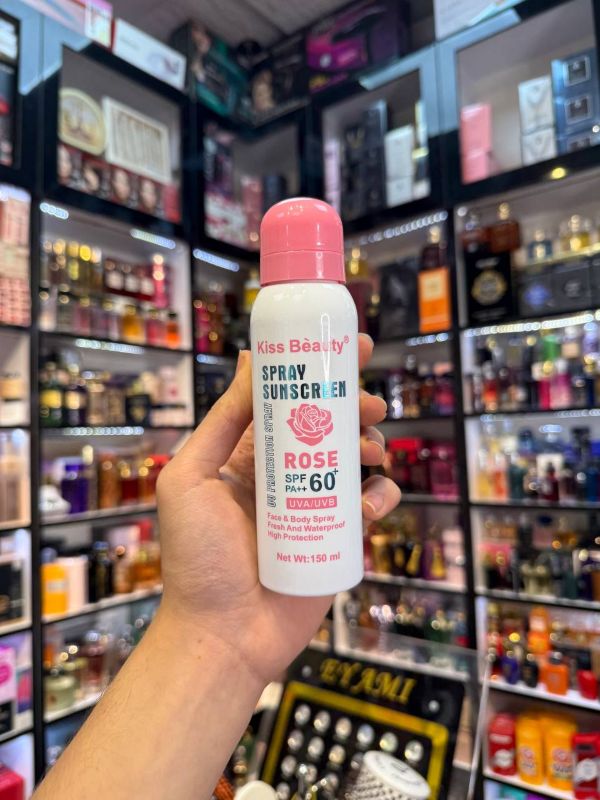 Kiss Bèauty®
SPRAY
SUNSCREEN
UV PROTECTION SPRAY
ROSE
SPF 60+
PA++
UVA/UVB
Face & Body Spray
Fresh And Waterproof
High Protection
Net Wt:150 ml
EYAMI